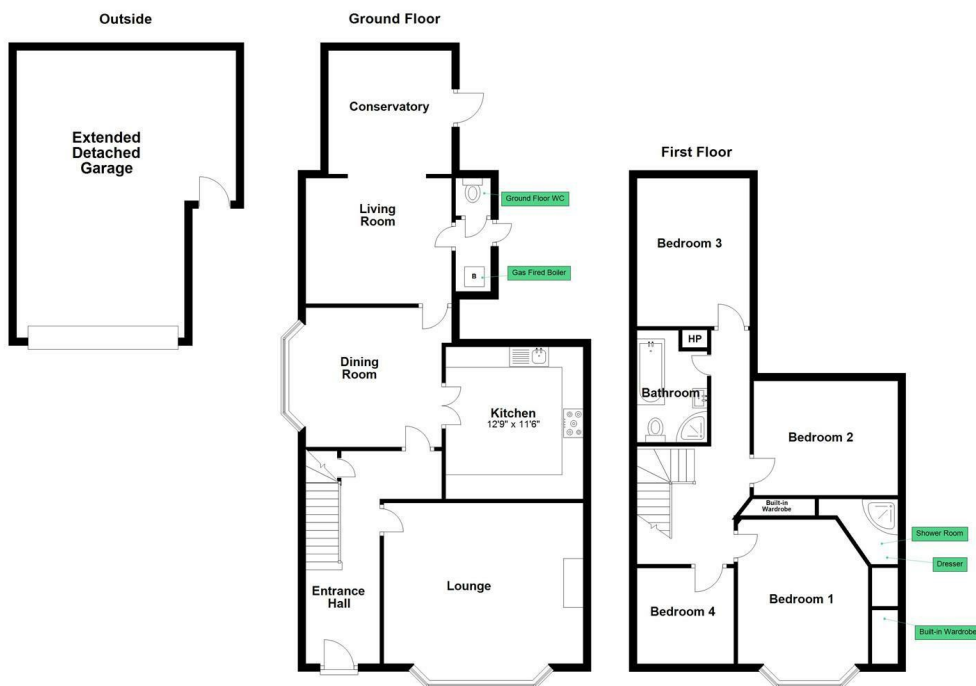 Outside
Extended
Detached
Garage
Ground Floor
Conservatory
Living
Room
Ground Floor WC
B
Gas Fired Boiler
Dining
Room
Kitchen
12'9" x 11'6"
Entrance
Hall
Lounge
First Floor
Bedroom 3
HP
Bathroom
Bedroom 2
Built-in
Wardrobe
Shower Room
Dresser
Bedroom 4
Bedroom 1
Built-in Wardrobe